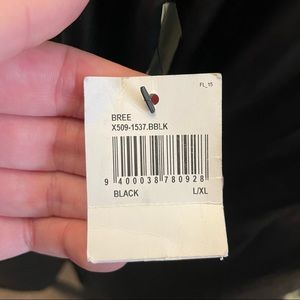 FL_15
BREE
X509-1537.BBLK
9 400038 780928
BLACK L/XL